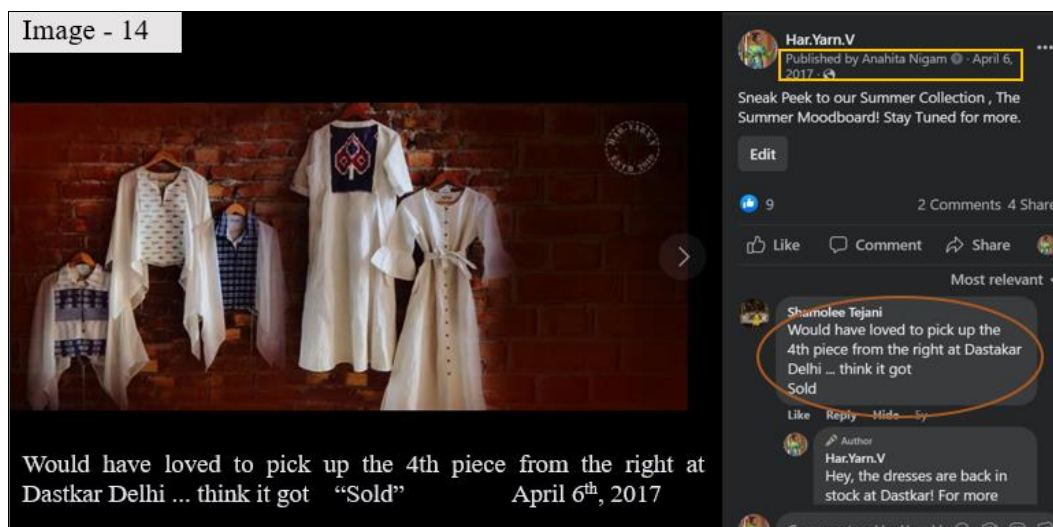 Image - 14
Har.Yarn.V
Published by Anahita Nigam · April 6,
2017 ·
Sneak Peek to our Summer Collection , The
Summer Moodboard! Stay Tuned for more.
Edit
9
2 Comments 4 Share
Like Comment Share
Most relevant
Shamolee Tejani
Would have loved to pick up the
4th piece from the right at Dastakar
Delhi ... think it got
Sold
Like Reply Hide 5y
Author
Har.Yarn.V
Hey, the dresses are back in
stock at Dastkar! For more
HAR.YARN.V
Would have loved to pick up the 4th piece from the right at
Dastkar Delhi ... think it got “Sold” April 6th, 2017